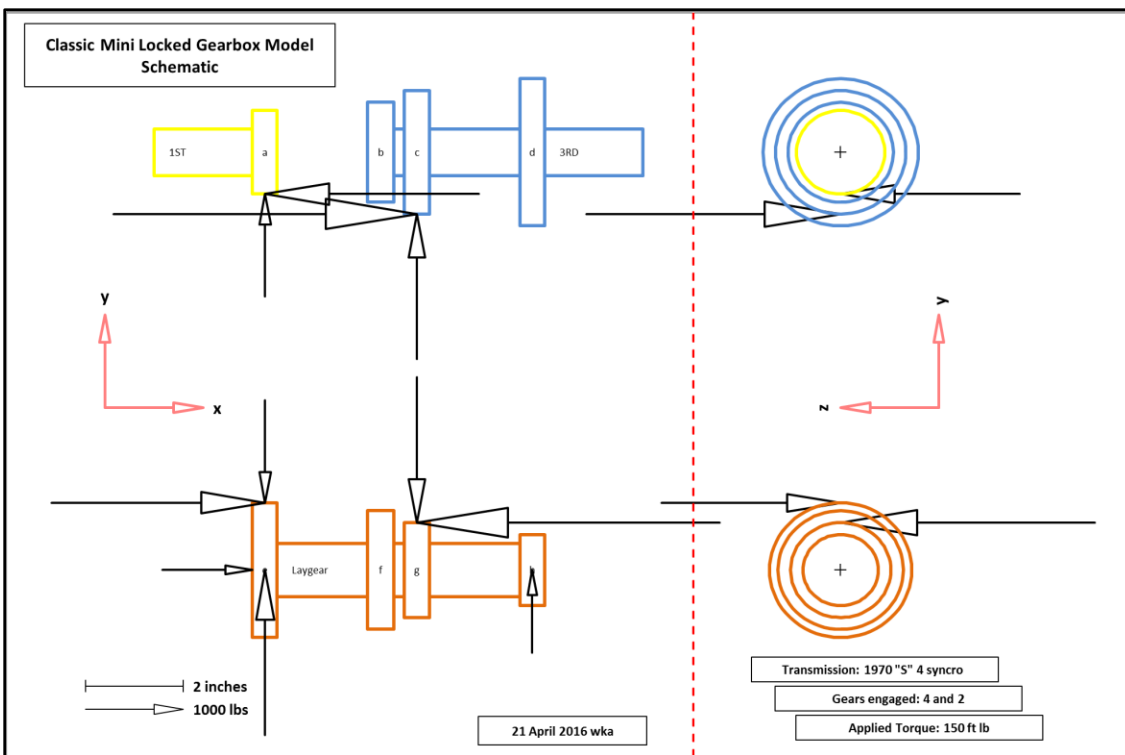 Classic Mini Locked Gearbox Model
Schematic
1ST
a
b
c
d
3RD
y
x
y
z
Laygear
f
g
2 inches
1000 lbs
21 April 2016 wka
Transmission: 1970 "S" 4 syncro
Gears engaged: 4 and 2
Applied Torque: 150 ft lb